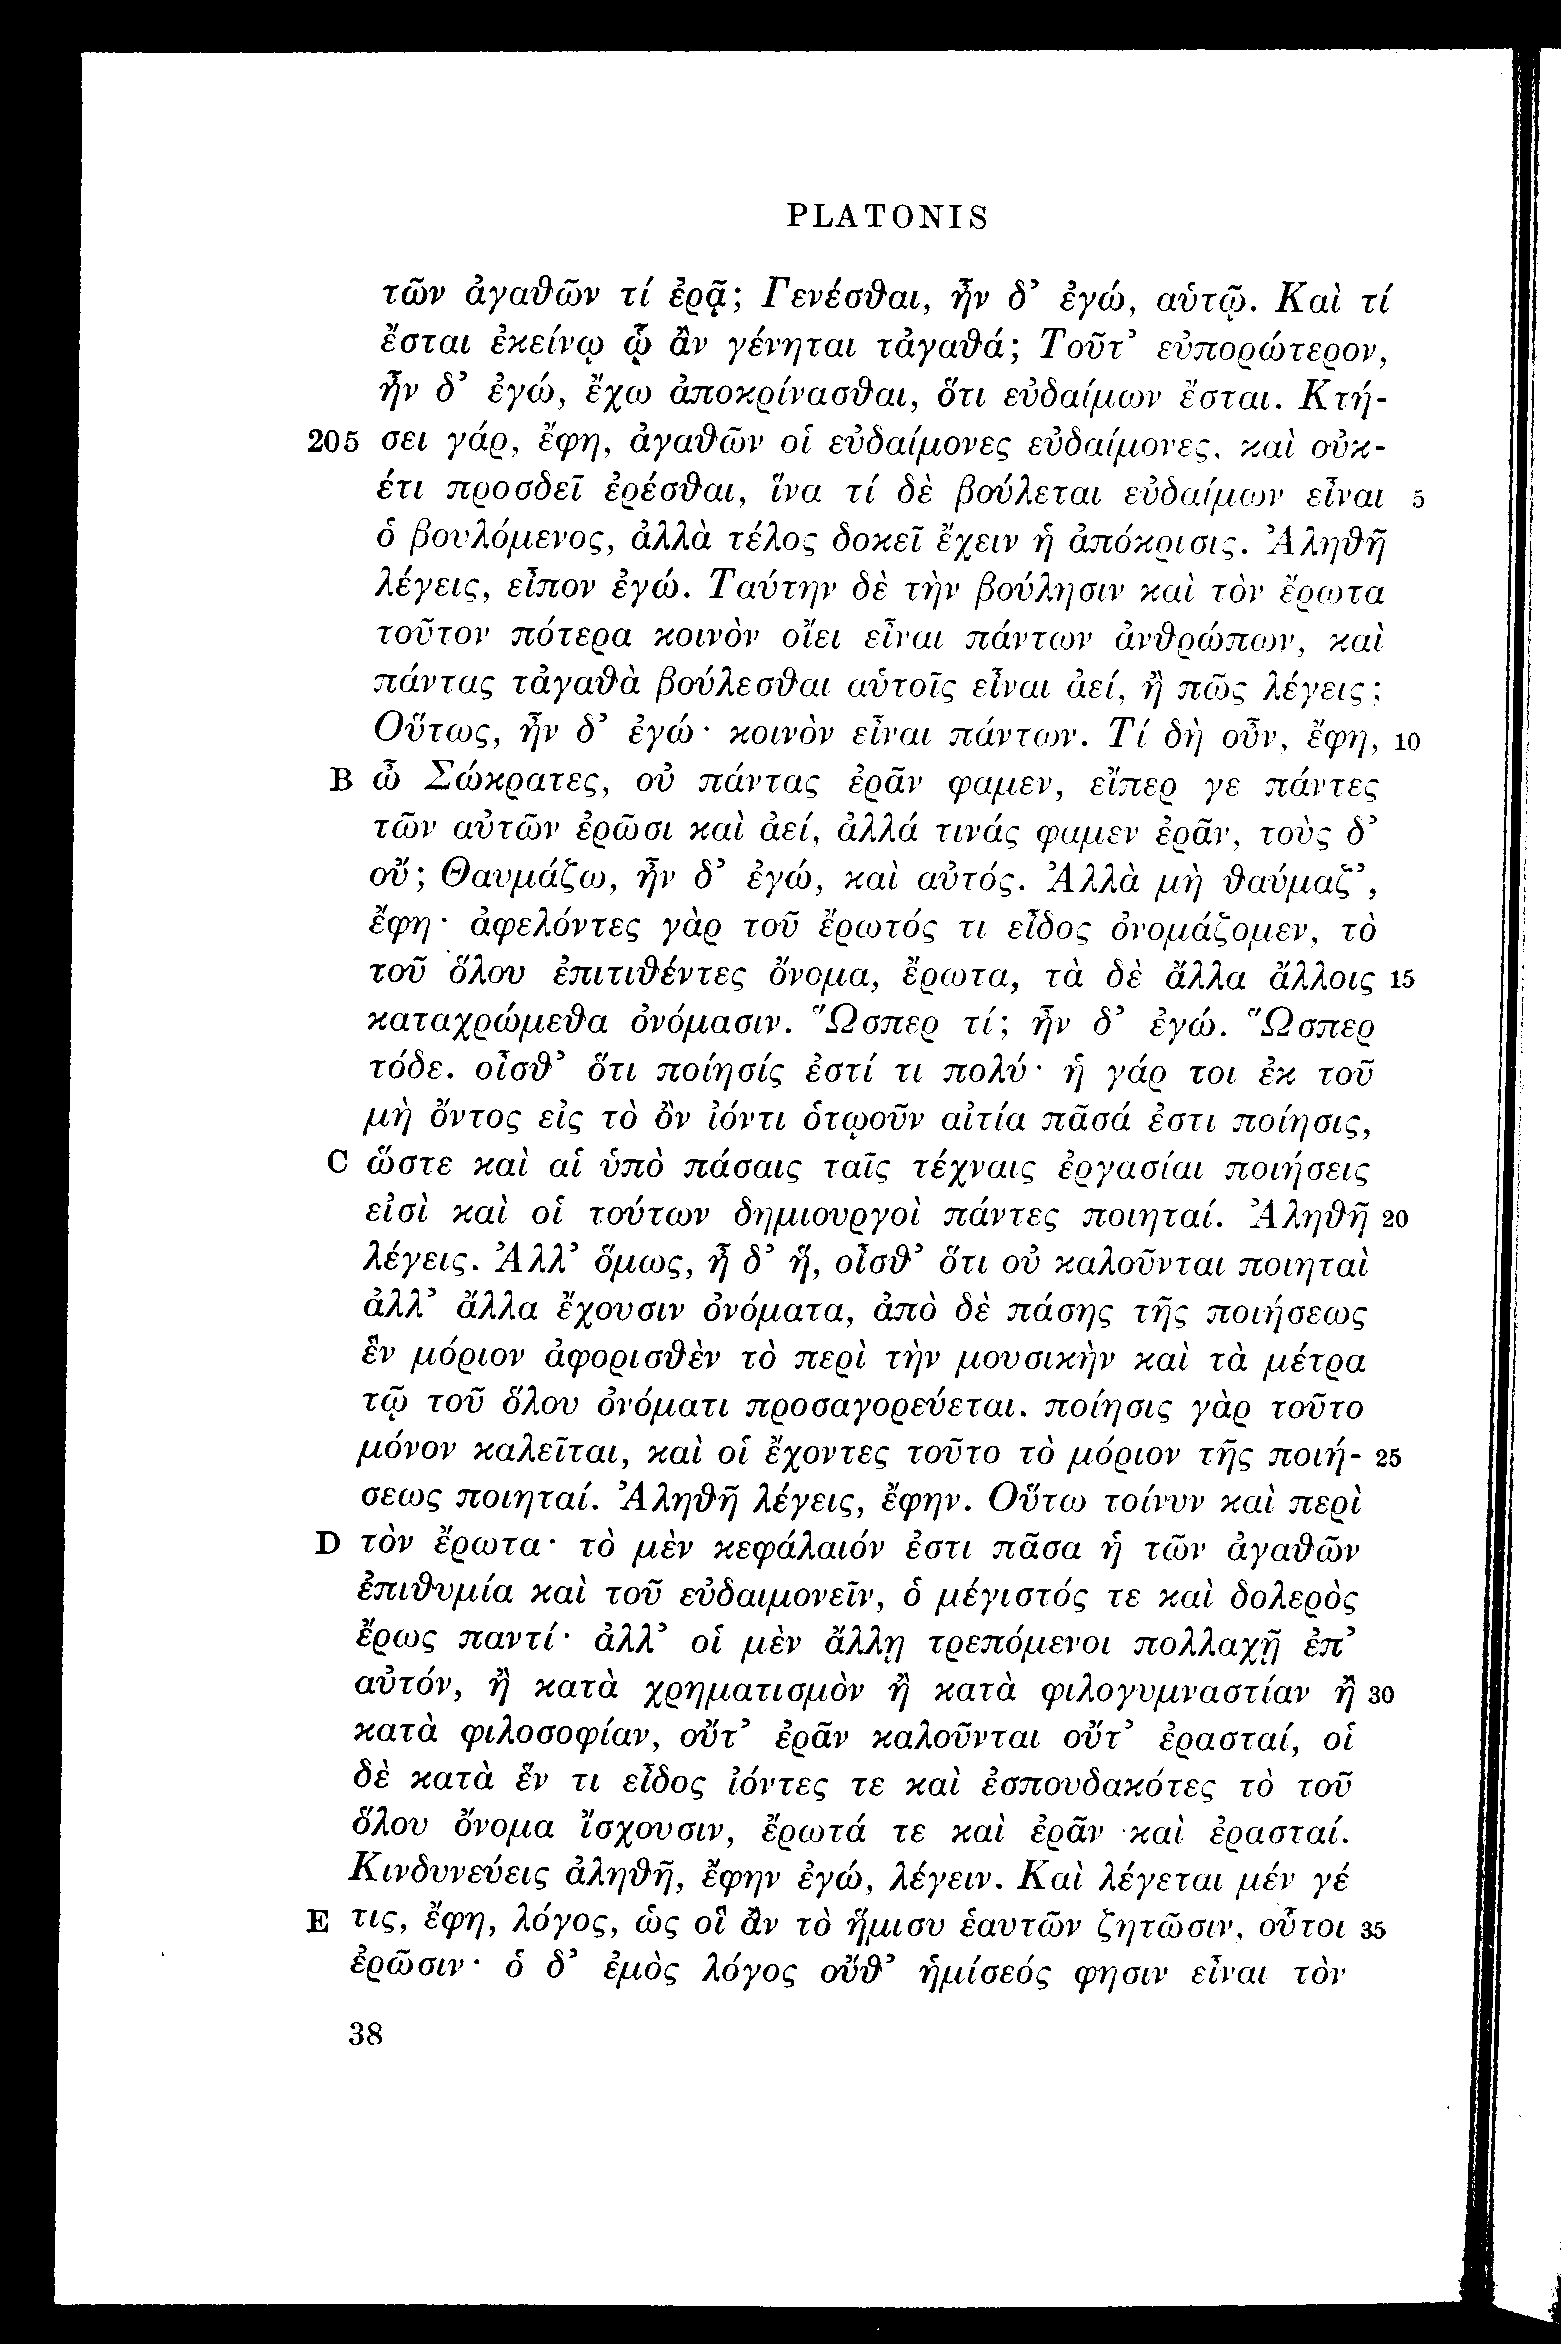 PLATONIS
τῶν ἀγαθῶν τί ἐρᾷ; Γενέσθαι, ἦν δ’ ἐγώ, αὑτῷ. Καὶ τί
ἔσται ἐκείνῳ ᾧ ἂν γένηται τἀγαθά; Τοῦτ’ εὐπορώτερον,
ἦν δ’ ἐγώ, ἔχω ἀποκρίνασθαι, ὅτι εὐδαίμων ἔσται. Κτή-
205 σει γάρ, ἔφη, ἀγαθῶν οἱ εὐδαίμονες εὐδαίμονες, καὶ οὐκ-
έτι προσδεῖ ἐρέσθαι, ἵνα τί δὲ βούλεται εὐδαίμων εἶναι 5
ὁ βουλόμενος, ἀλλὰ τέλος δοκεῖ ἔχειν ἡ ἀπόκρισις. Ἀληθῆ
λέγεις, εἶπον ἐγώ. Ταύτην δὲ τὴν βούλησιν καὶ τὸν ἔρωτα
τοῦτον πότερα κοινὸν οἴει εἶναι πάντων ἀνθρώπων, καὶ
πάντας τἀγαθὰ βούλεσθαι αὑτοῖς εἶναι ἀεί, ἢ πῶς λέγεις;
Οὕτως, ἦν δ’ ἐγώ· κοινὸν εἶναι πάντων. Τί δὴ οὖν, ἔφη, 10
B ὦ Σώκρατες, οὐ πάντας ἐρᾶν φαμεν, εἴπερ γε πάντες
τῶν αὐτῶν ἐρῶσι καὶ ἀεί, ἀλλά τινάς φαμεν ἐρᾶν, τοὺς δ’
οὔ; Θαυμάζω, ἦν δ’ ἐγώ, καὶ αὐτός. Ἀλλὰ μὴ θαύμαζ’,
ἔφη· ἀφελόντες γὰρ τοῦ ἔρωτός τι εἶδος ὀνομάζομεν, τὸ
τοῦ ὅλου ἐπιτιθέντες ὄνομα, ἔρωτα, τὰ δὲ ἄλλα ἄλλοις 15
καταχρώμεθα ὀνόμασιν. Ὥσπερ τί; ἦν δ’ ἐγώ. Ὥσπερ
τόδε. οἶσθ’ ὅτι ποίησίς ἐστί τι πολύ· ἡ γάρ τοι ἐκ τοῦ
μὴ ὄντος εἰς τὸ ὂν ἰόντι ὁτῳοῦν αἰτία πᾶσά ἐστι ποίησις,
C ὥστε καὶ αἱ ὑπὸ πάσαις ταῖς τέχναις ἐργασίαι ποιήσεις
εἰσὶ καὶ οἱ τούτων δημιουργοὶ πάντες ποιηταί. Ἀληθῆ 20
λέγεις. Ἀλλ’ ὅμως, ἦ δ’ ἥ, οἶσθ’ ὅτι οὐ καλοῦνται ποιηταὶ
ἀλλ’ ἄλλα ἔχουσιν ὀνόματα, ἀπὸ δὲ πάσης τῆς ποιήσεως
ἓν μόριον ἀφορισθὲν τὸ περὶ τὴν μουσικὴν καὶ τὰ μέτρα
τῷ τοῦ ὅλου ὀνόματι προσαγορεύεται. ποίησις γὰρ τοῦτο
μόνον καλεῖται, καὶ οἱ ἔχοντες τοῦτο τὸ μόριον τῆς ποιή- 25
σεως ποιηταί. Ἀληθῆ λέγεις, ἔφην. Οὕτω τοίνυν καὶ περὶ
D τὸν ἔρωτα· τὸ μὲν κεφάλαιόν ἐστι πᾶσα ἡ τῶν ἀγαθῶν
ἐπιθυμία καὶ τοῦ εὐδαιμονεῖν, ὁ μέγιστός τε καὶ δολερὸς
ἔρως παντί· ἀλλ’ οἱ μὲν ἄλλῃ τρεπόμενοι πολλαχῇ ἐπ’
αὐτόν, ἢ κατὰ χρηματισμὸν ἢ κατὰ φιλογυμναστίαν ἢ 30
κατὰ φιλοσοφίαν, οὔτ’ ἐρᾶν καλοῦνται οὔτ’ ἐρασταί, οἱ
δὲ κατὰ ἕν τι εἶδος ἰόντες τε καὶ ἐσπουδακότες τὸ τοῦ
ὅλου ὄνομα ἴσχουσιν, ἔρωτά τε καὶ ἐρᾶν καὶ ἐρασταί.
Κινδυνεύεις ἀληθῆ, ἔφην ἐγώ, λέγειν. Καὶ λέγεται μέν γέ
E τις, ἔφη, λόγος, ὡς οἳ ἂν τὸ ἥμισυ ἑαυτῶν ζητῶσιν, οὗτοι 35
ἐρῶσιν· ὁ δ’ ἐμὸς λόγος οὔθ’ ἡμίσεός φησιν εἶναι τὸν
38